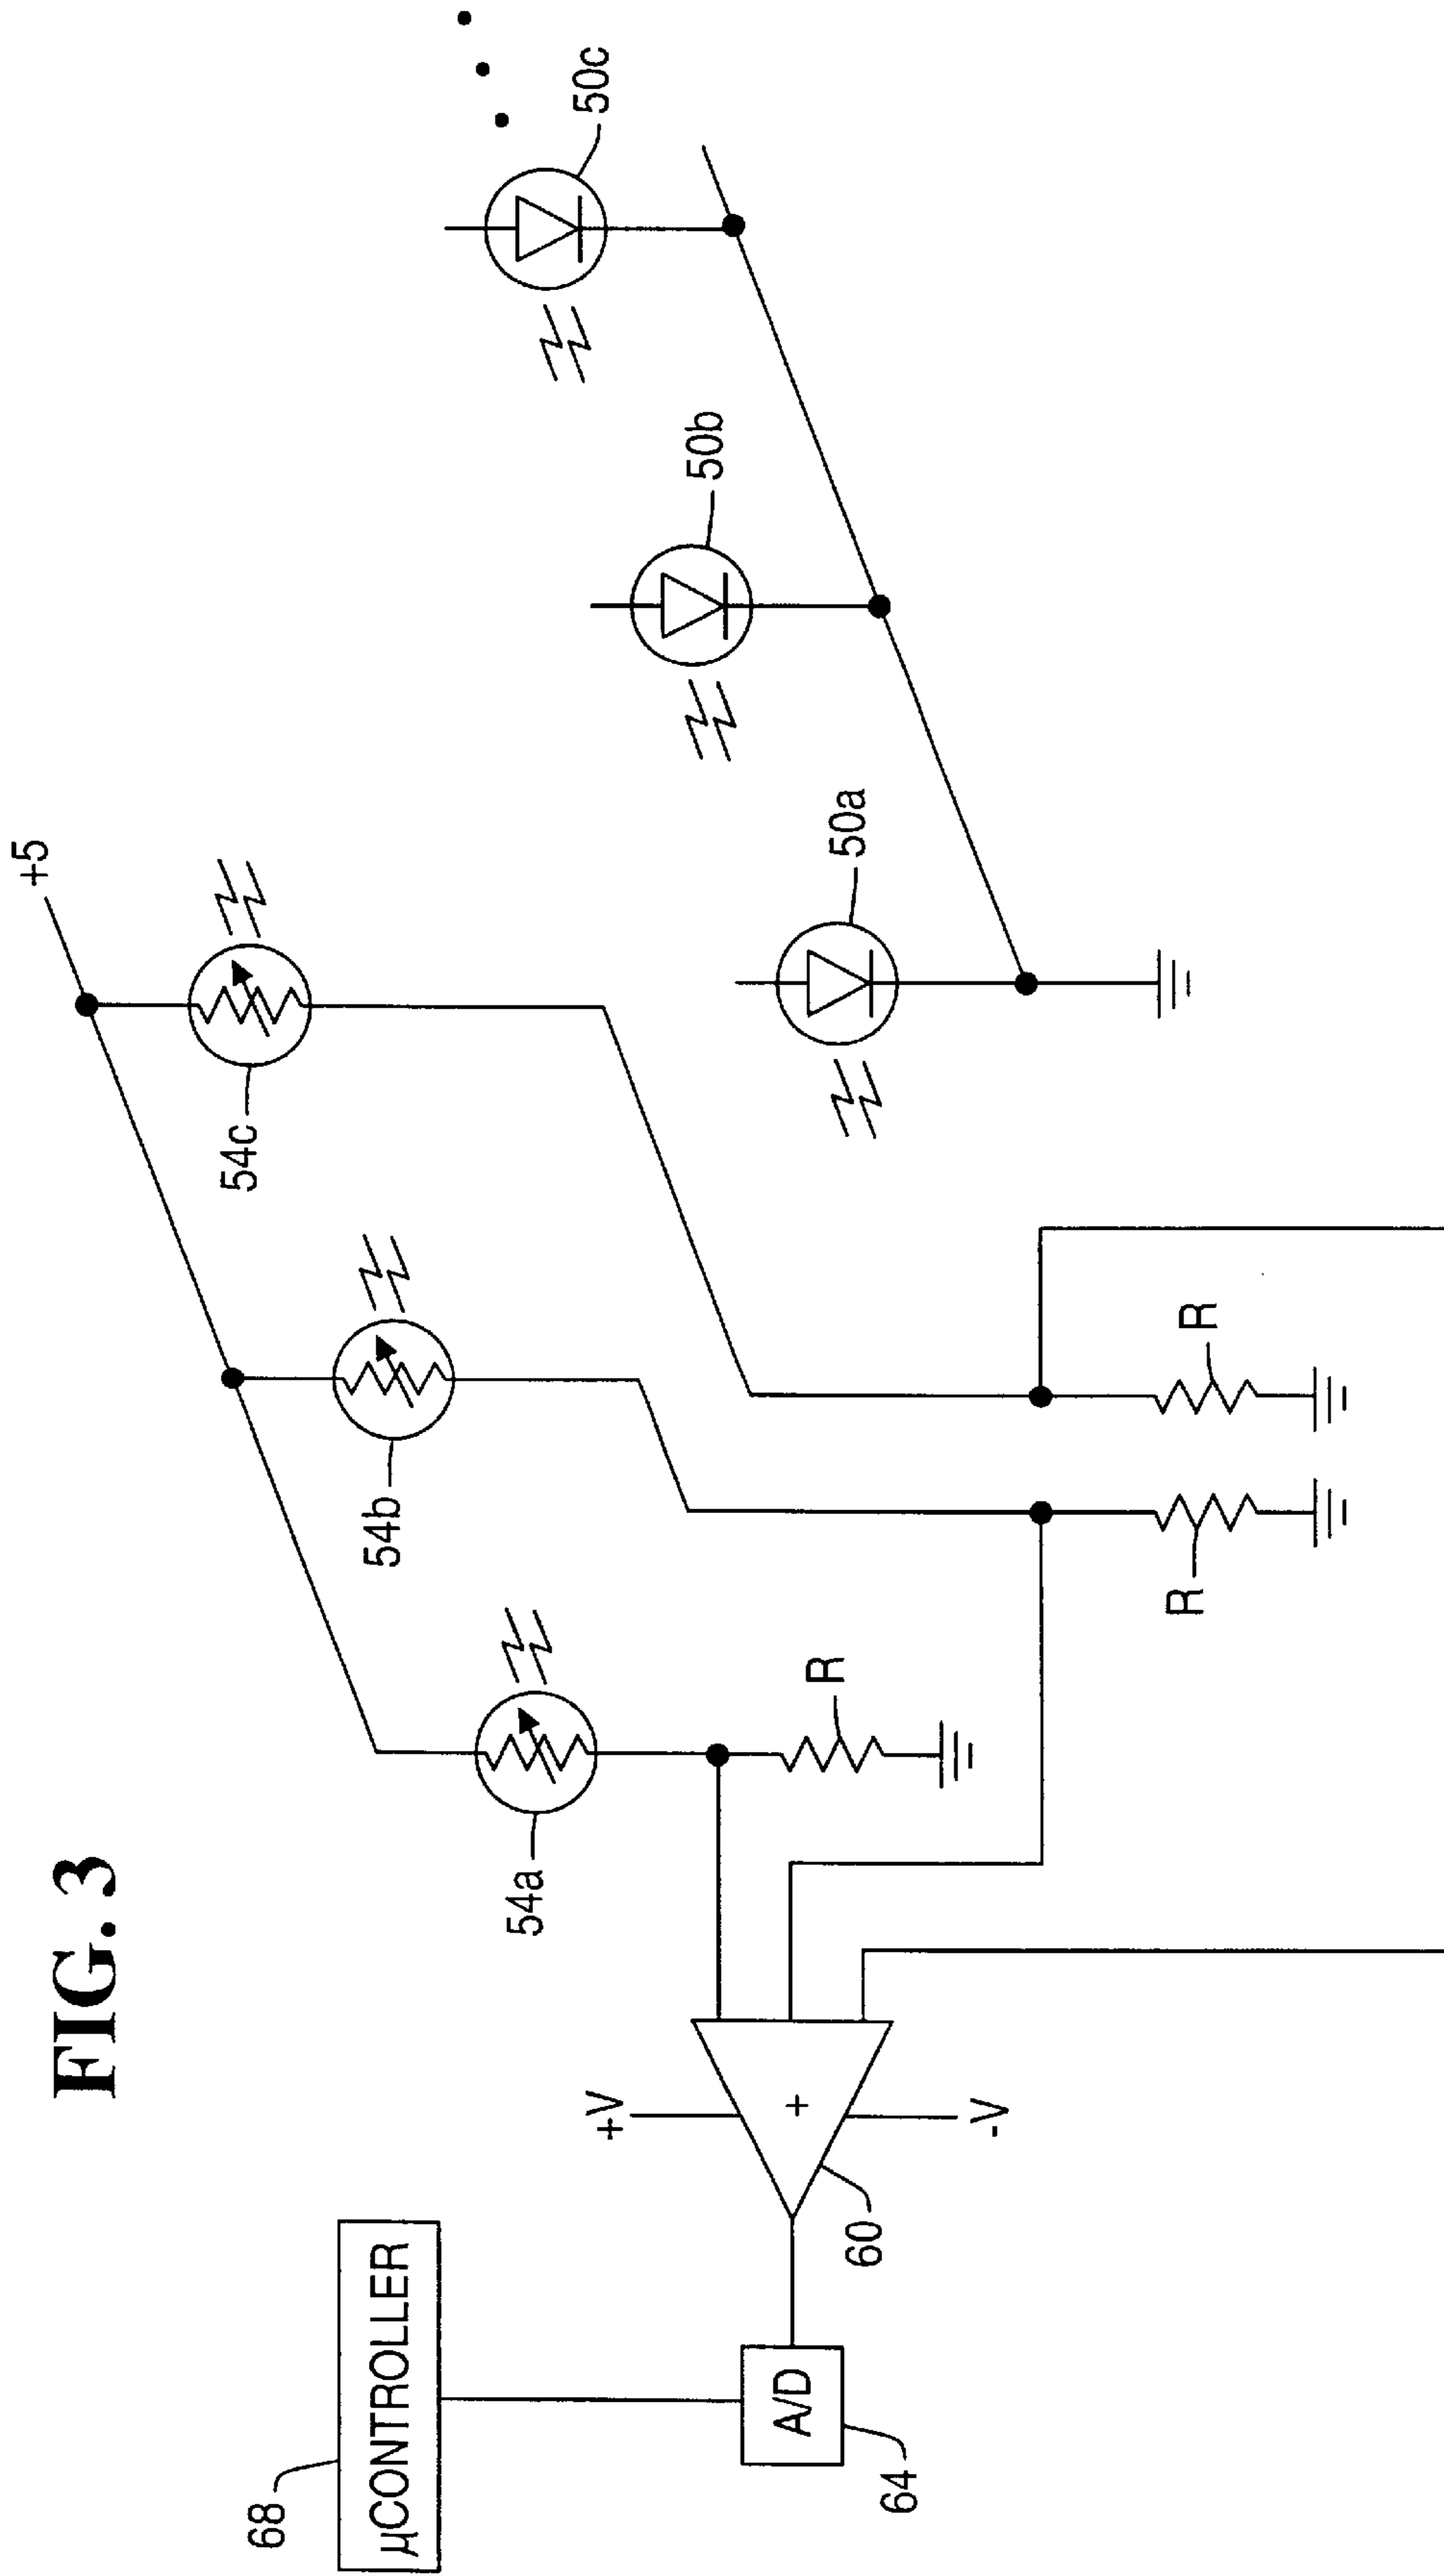 FIG. 3
+5
54c
54b
54a
50c
50b
50a
R
R
R
+V
+
-V
60
A/D
64
µCONTROLLER
68